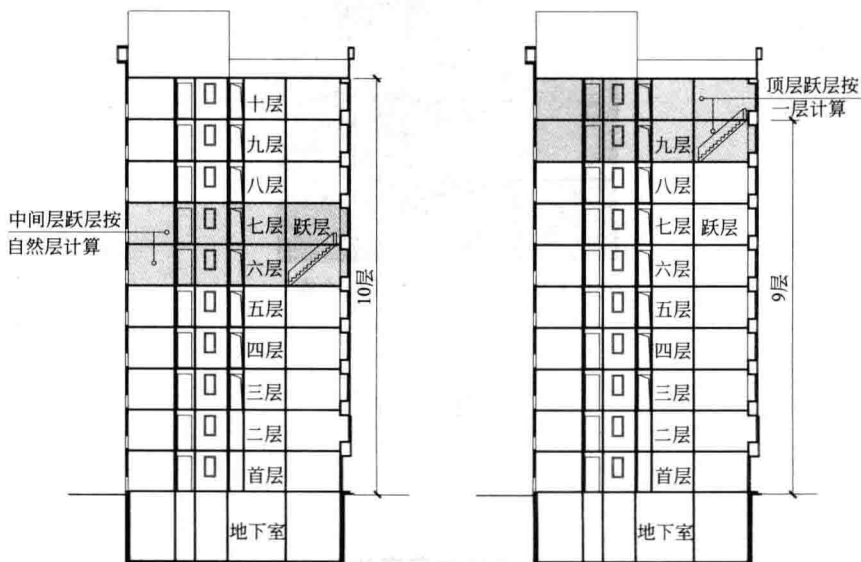 十层
九层
八层
七层
跃层
六层
五层
四层
三层
二层
首层
地下室
中间层跃层按
自然层计算
10层
顶层跃层按
一层计算
九层
八层
七层
跃层
六层
五层
四层
三层
二层
首层
地下室
9层